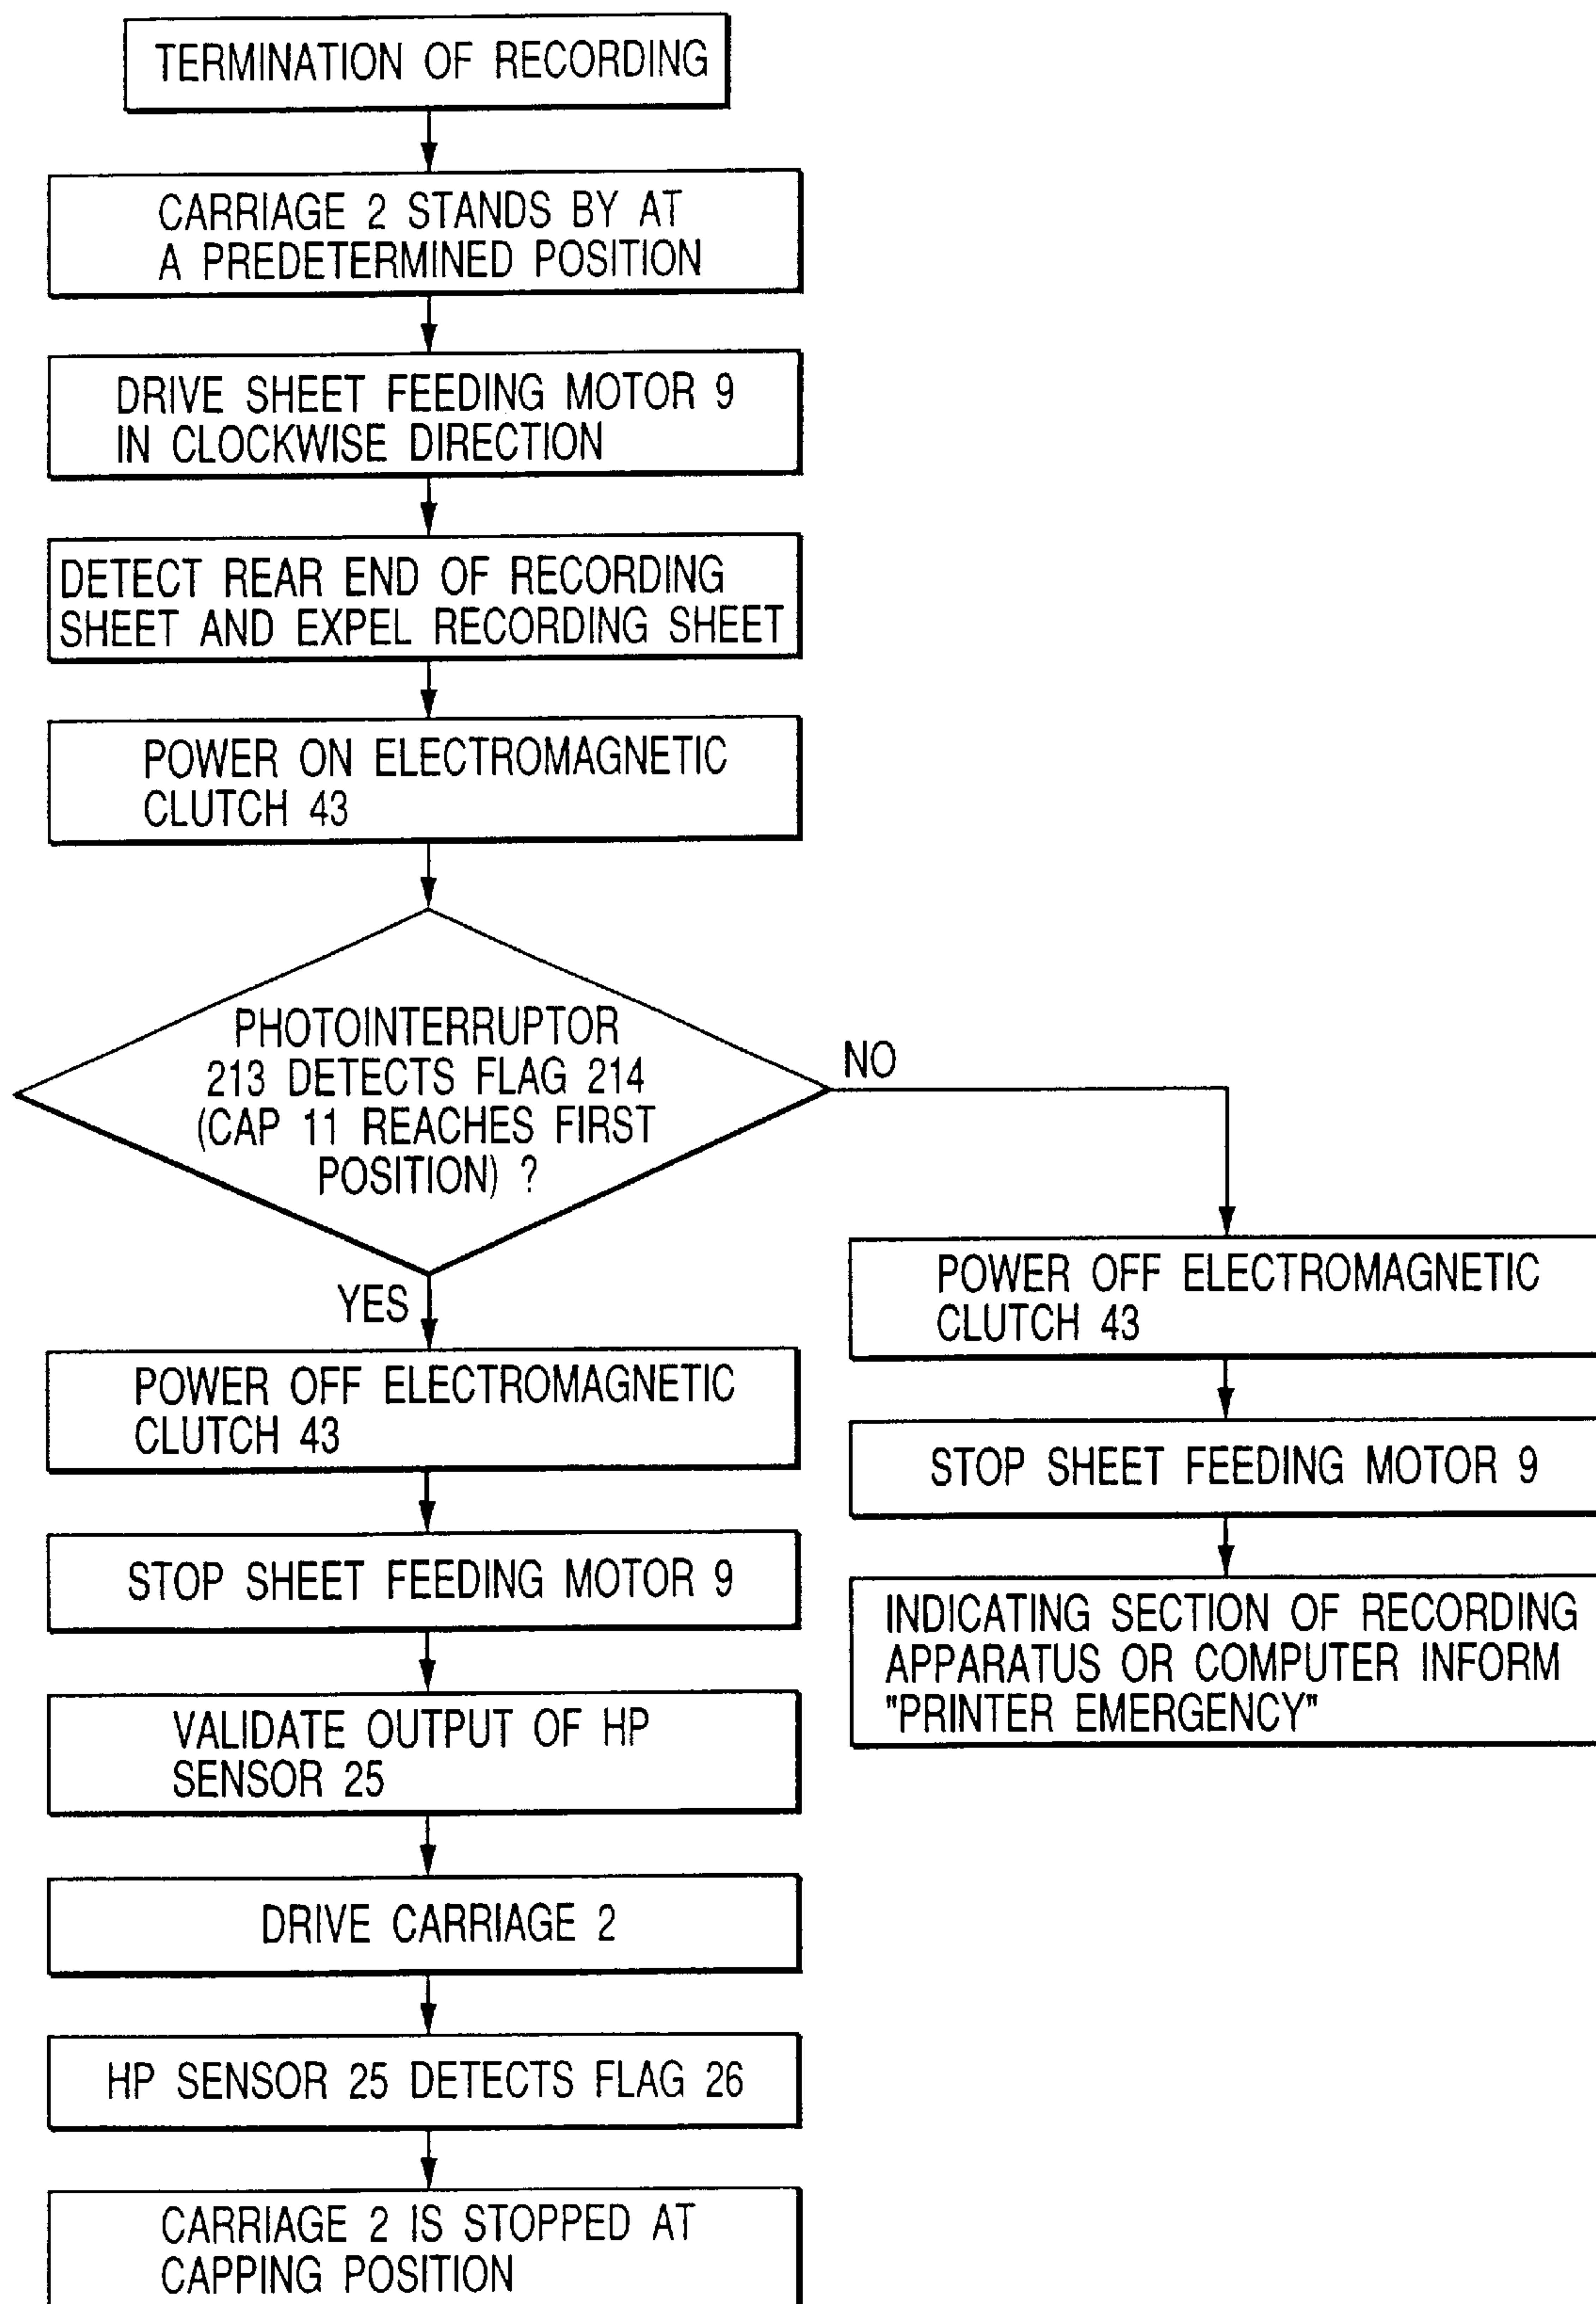 TERMINATION OF RECORDING
CARRIAGE 2 STANDS BY AT
A PREDETERMINED POSITION
DRIVE SHEET FEEDING MOTOR 9
IN CLOCKWISE DIRECTION
DETECT REAR END OF RECORDING
SHEET AND EXPEL RECORDING SHEET
POWER ON ELECTROMAGNETIC
CLUTCH 43
PHOTOINTERRUPTOR
213 DETECTS FLAG 214
(CAP 11 REACHES FIRST
POSITION) ?
NO
YES
POWER OFF ELECTROMAGNETIC
CLUTCH 43
STOP SHEET FEEDING MOTOR 9
VALIDATE OUTPUT OF HP
SENSOR 25
DRIVE CARRIAGE 2
HP SENSOR 25 DETECTS FLAG 26
CARRIAGE 2 IS STOPPED AT
CAPPING POSITION
POWER OFF ELECTROMAGNETIC
CLUTCH 43
STOP SHEET FEEDING MOTOR 9
INDICATING SECTION OF RECORDING
APPARATUS OR COMPUTER INFORM
"PRINTER EMERGENCY"